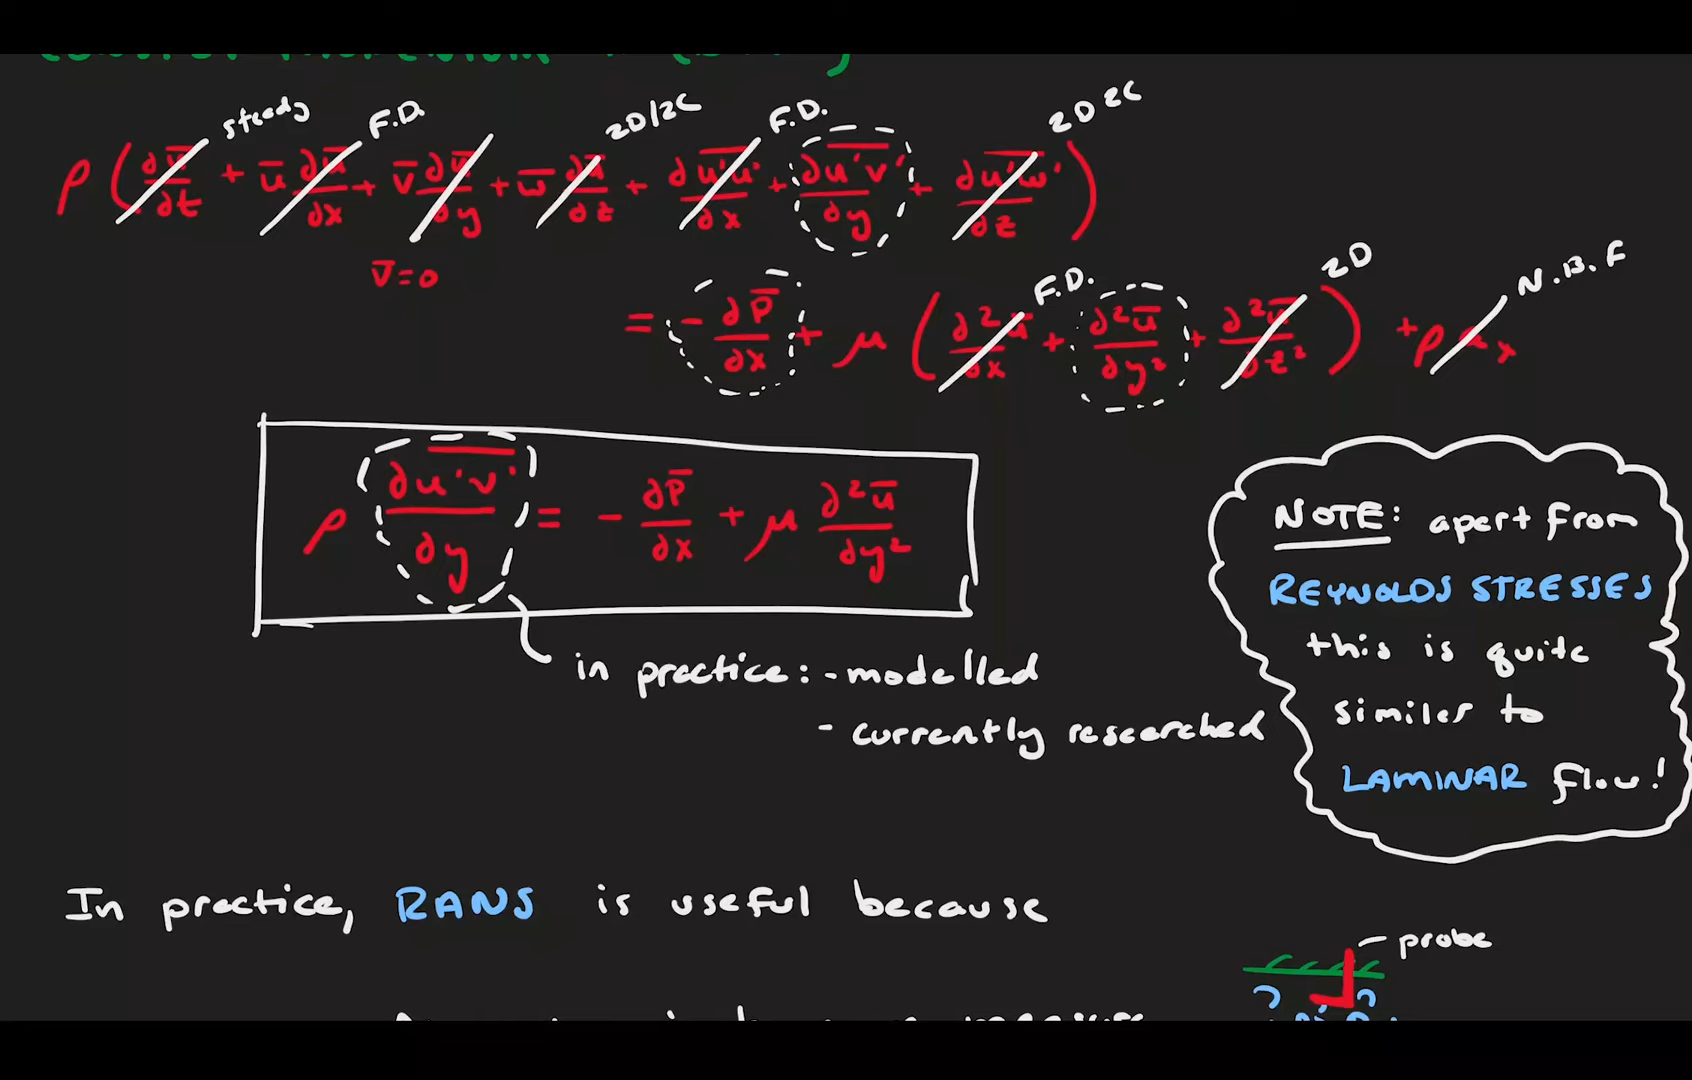 steady F.D. 2D/2C F.D. 2D 2C
ρ(∂ū/∂t + ū ∂ū/∂x + v̄ ∂ū/∂y + w̄ ∂ū/∂z + ∂u'u'‾/∂x + ∂u'v'‾/∂y + ∂u'w'‾/∂z)
v̄=0
F.D. 2D N.B.F
= - ∂P̄/∂x + μ(∂²ū/∂x + ∂²ū/∂y² + ∂²ū/∂z²) + ρgx
ρ ∂u'v'‾/∂y = - ∂P̄/∂x + μ ∂²ū/∂y²
in practice: - modelled
- currently researched
NOTE: apart from
REYNOLDS STRESSES
this is quite
similar to
LAMINAR flow!
In practice, RANS is useful because
probe